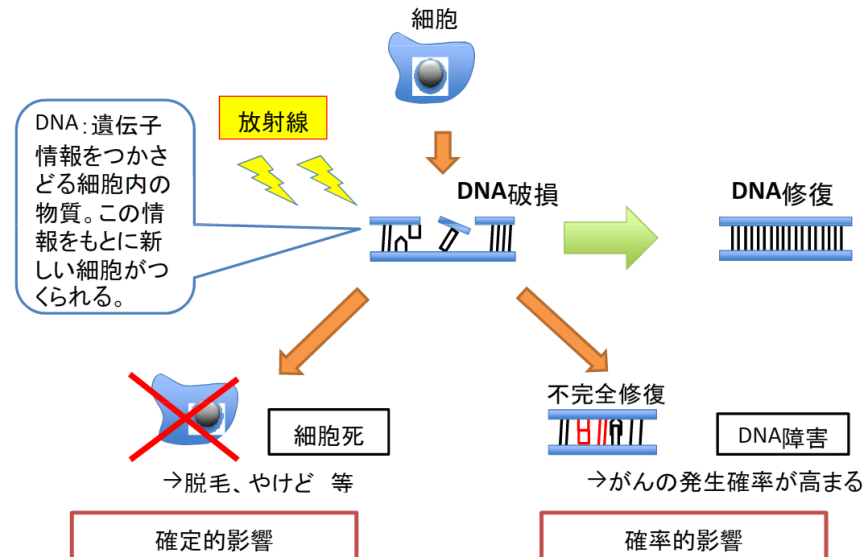 細胞
放射線
DNA：遺伝子
情報をつかさ
どる細胞内の
物質。この情
報をもとに新
しい細胞がつ
くられる。
DNA破損
DNA修復
細胞死
→脱毛、やけど 等
確定的影響
不完全修復
DNA障害
→がんの発生確率が高まる
確率的影響